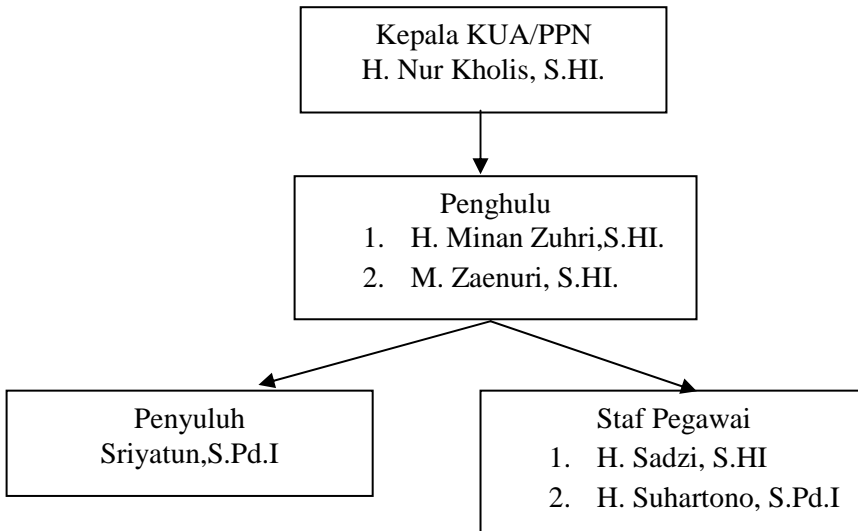 Kepala KUA/PPN
H. Nur Kholis, S.HI.
Penghulu
1. H. Minan Zuhri,S.HI.
2. M. Zaenuri, S.HI.
Penyuluh
Sriyatun,S.Pd.I
Staf Pegawai
1. H. Sadzi, S.HI
2. H. Suhartono, S.Pd.I